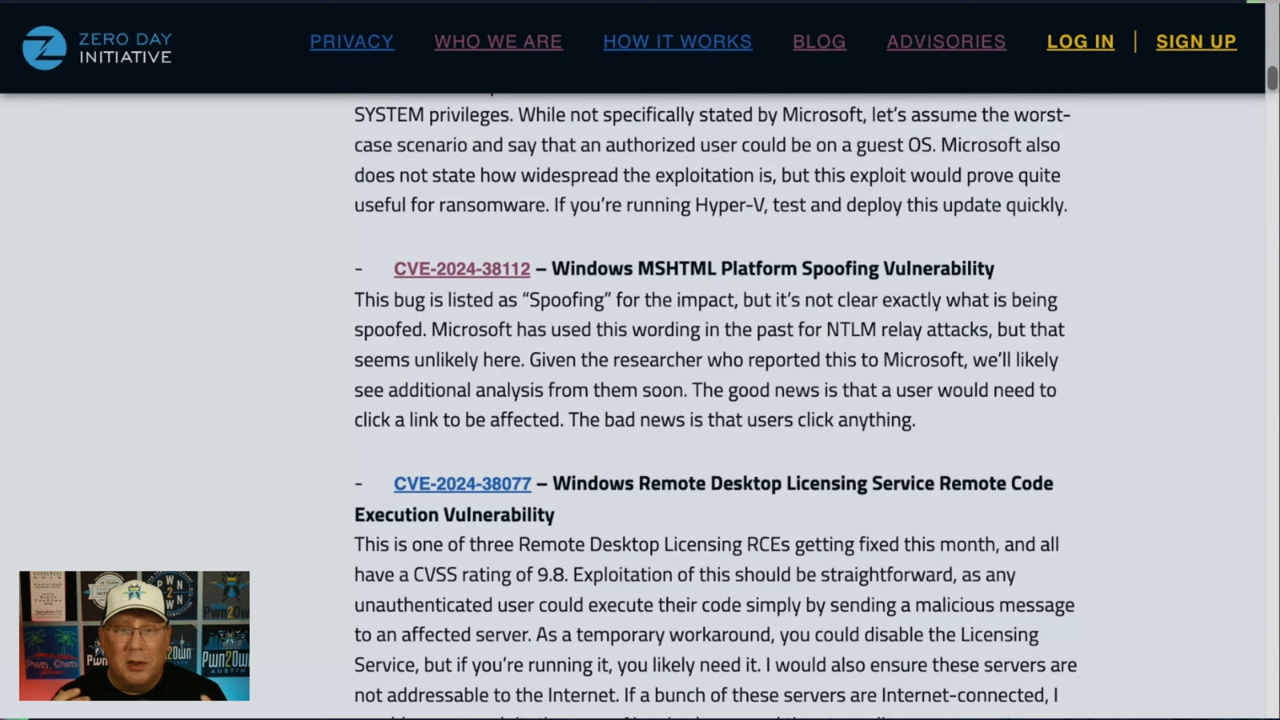 ZERO DAY
INITIATIVE
PRIVACY
WHO WE ARE
HOW IT WORKS
BLOG
ADVISORIES
LOG IN
SIGN UP
SYSTEM privileges. While not specifically stated by Microsoft, let’s assume the worst-
case scenario and say that an authorized user could be on a guest OS. Microsoft also
does not state how widespread the exploitation is, but this exploit would prove quite
useful for ransomware. If you’re running Hyper-V, test and deploy this update quickly.
- CVE-2024-38112 – Windows MSHTML Platform Spoofing Vulnerability
This bug is listed as “Spoofing” for the impact, but it’s not clear exactly what is being
spoofed. Microsoft has used this wording in the past for NTLM relay attacks, but that
seems unlikely here. Given the researcher who reported this to Microsoft, we’ll likely
see additional analysis from them soon. The good news is that a user would need to
click a link to be affected. The bad news is that users click anything.
- CVE-2024-38077 – Windows Remote Desktop Licensing Service Remote Code
Execution Vulnerability
This is one of three Remote Desktop Licensing RCEs getting fixed this month, and all
have a CVSS rating of 9.8. Exploitation of this should be straightforward, as any
unauthenticated user could execute their code simply by sending a malicious message
to an affected server. As a temporary workaround, you could disable the Licensing
Service, but if you’re running it, you likely need it. I would also ensure these servers are
not addressable to the Internet. If a bunch of these servers are Internet-connected, I